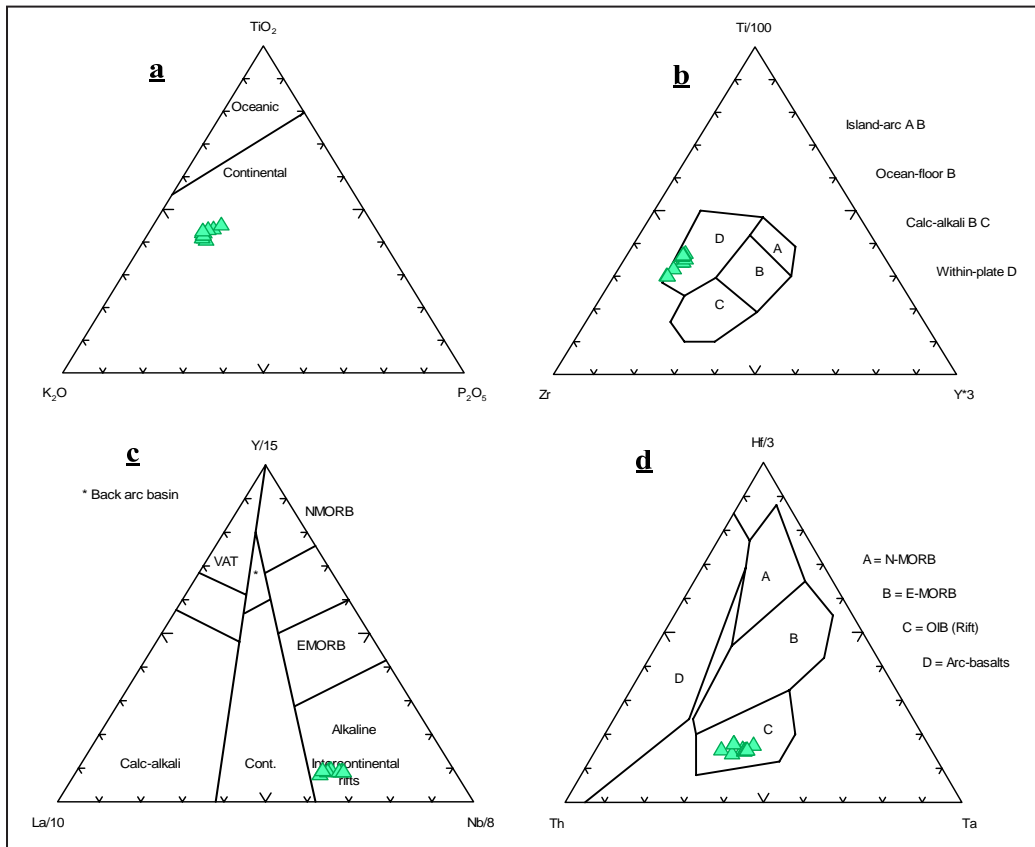 a
TiO₂
Oceanic
Continental
K₂O
P₂O₅
b
Ti/100
Island-arc A B
Ocean-floor B
Calc-alkali B C
Within-plate D
D
A
B
C
Zr
Y*3
c
Y/15
* Back arc basin
NMORB
VAT
*
EMORB
Alkaline
Calc-alkali
Cont.
Intercontinental
rifts
La/10
Nb/8
d
Hf/3
A = N-MORB
B = E-MORB
C = OIB (Rift)
D = Arc-basalts
A
B
D
C
Th
Ta